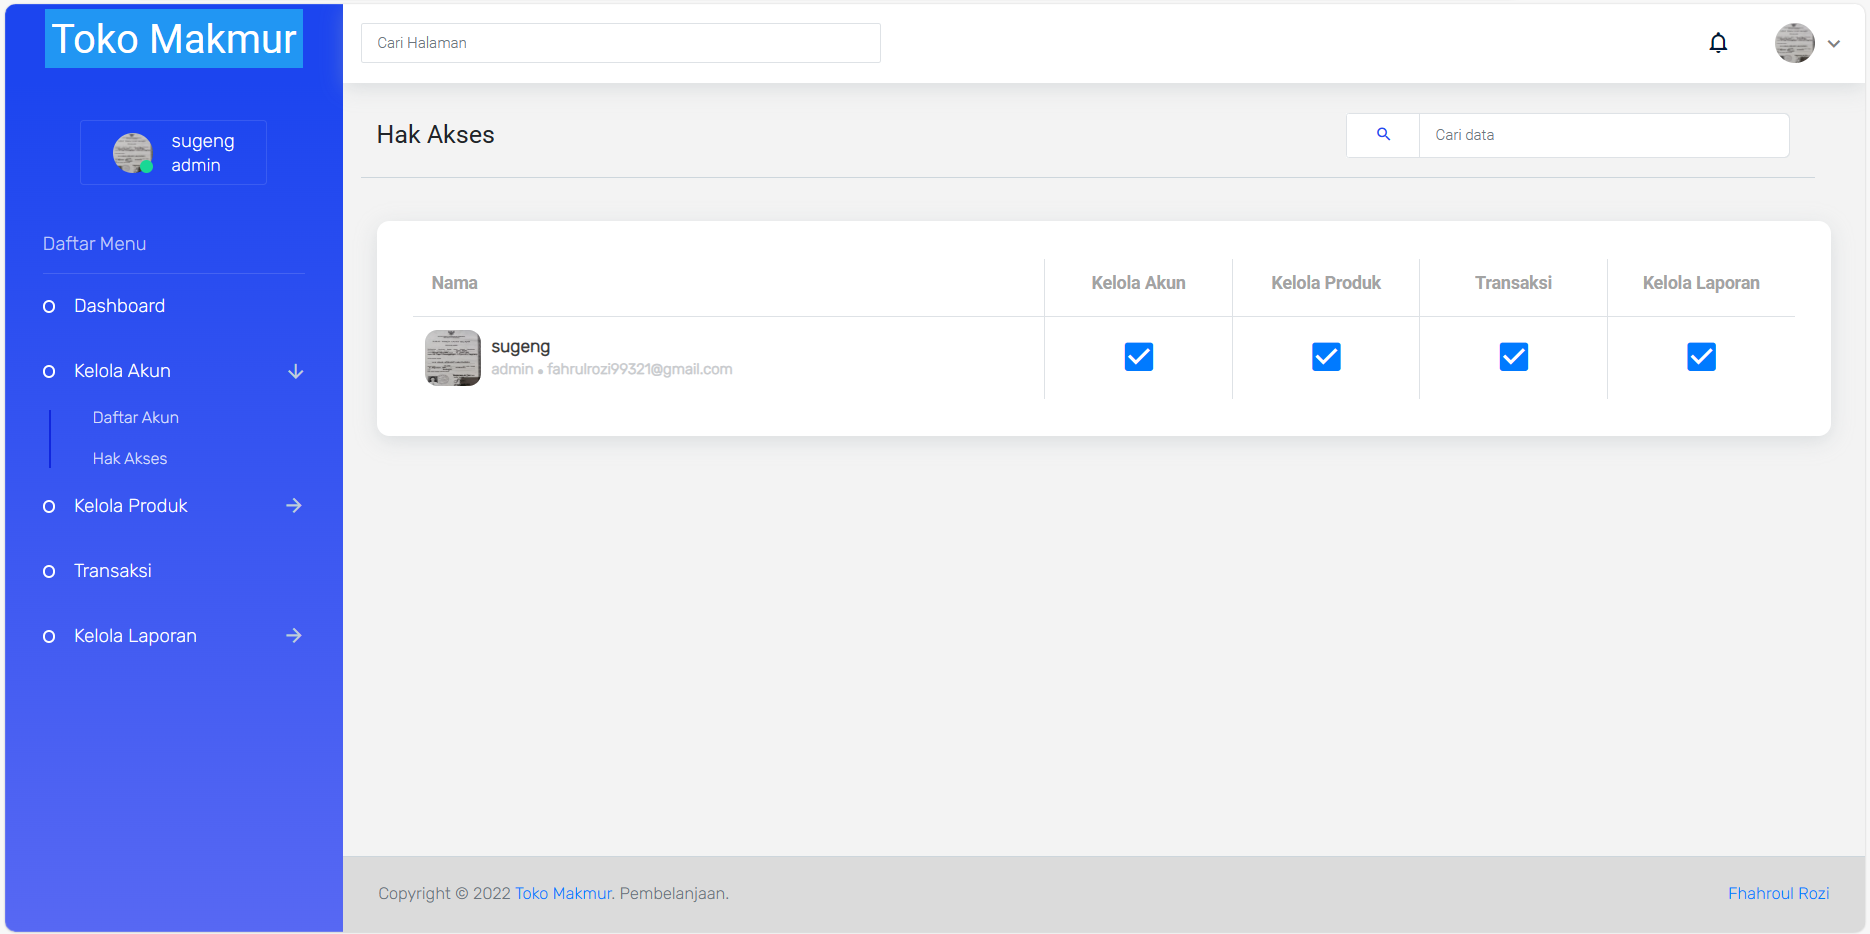 Toko Makmur
Cari Halaman
sugeng
admin
Daftar Menu
Dashboard
Kelola Akun
Daftar Akun
Hak Akses
Kelola Produk
Transaksi
Kelola Laporan
Hak Akses
Cari data
Nama Kelola Akun Kelola Produk Transaksi Kelola Laporan
sugeng
admin • fahrulrozi99321@gmail.com
Copyright © 2022 Toko Makmur. Pembelanjaan.
Fhahroul Rozi